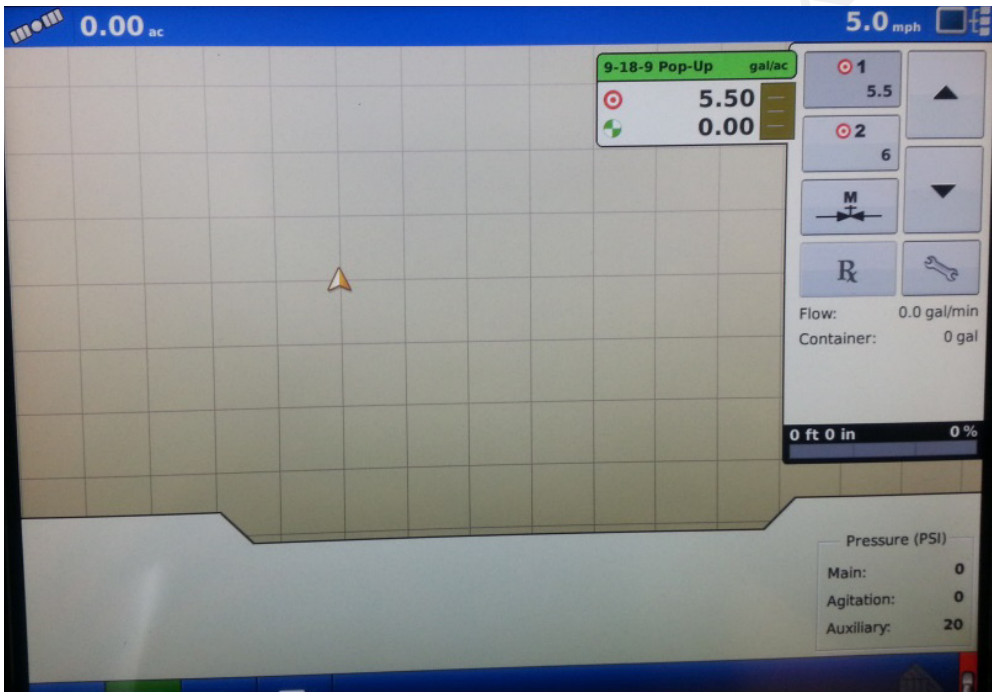 0.00 ac
5.0 mph
9-18-9 Pop-Up gal/ac
5.50
0.00
1
5.5
2
6
M
Rx
Flow: 0.0 gal/min
Container: 0 gal
0 ft 0 in 0 %
Pressure (PSI)
Main: 0
Agitation: 0
Auxiliary: 20